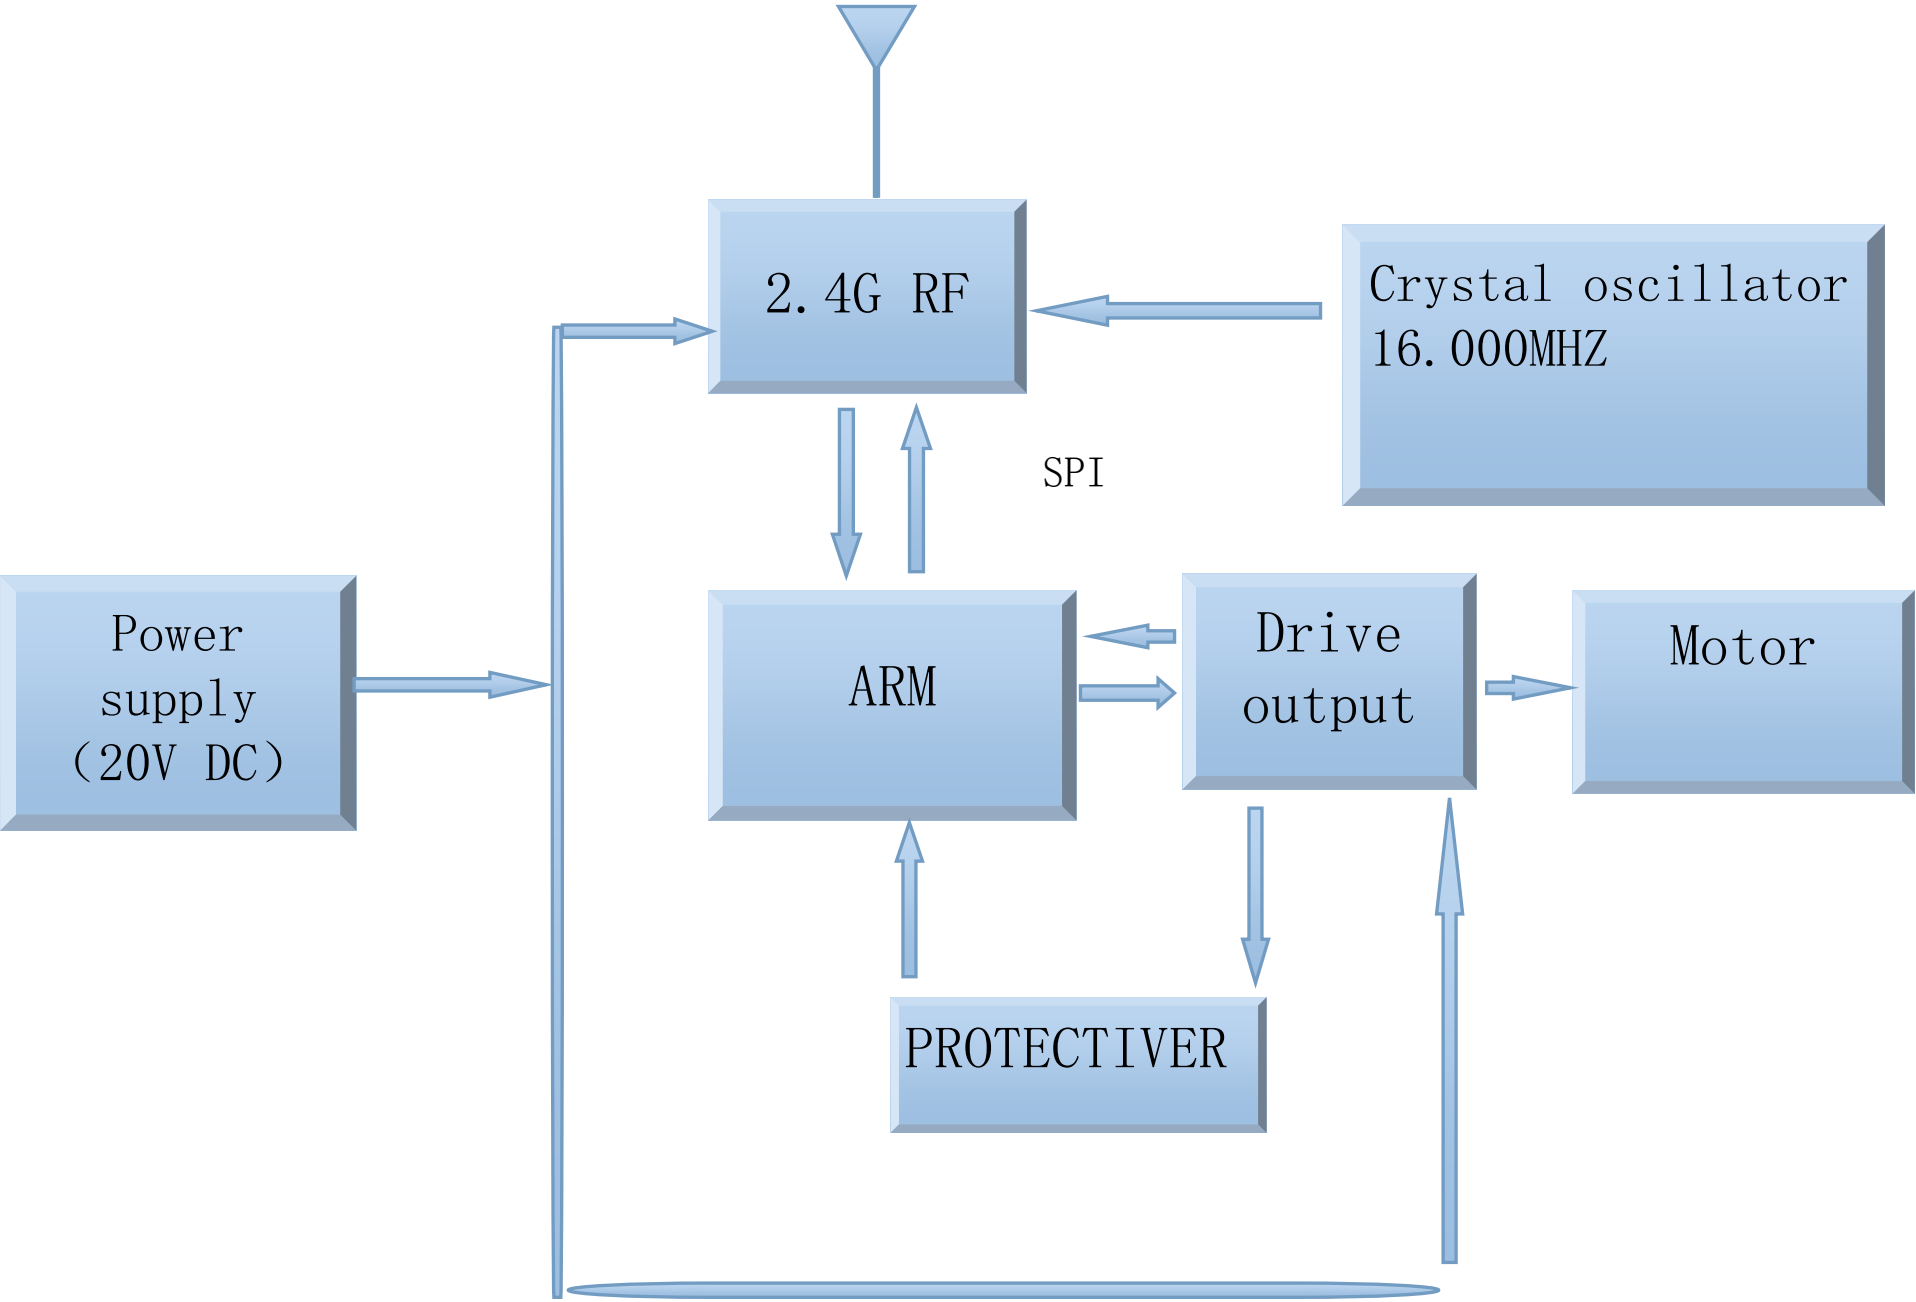 2.4G RF
Crystal oscillator
16.000MHZ
SPI
Power
supply
（20V DC）
ARM
Drive
output
Motor
PROTECTIVER